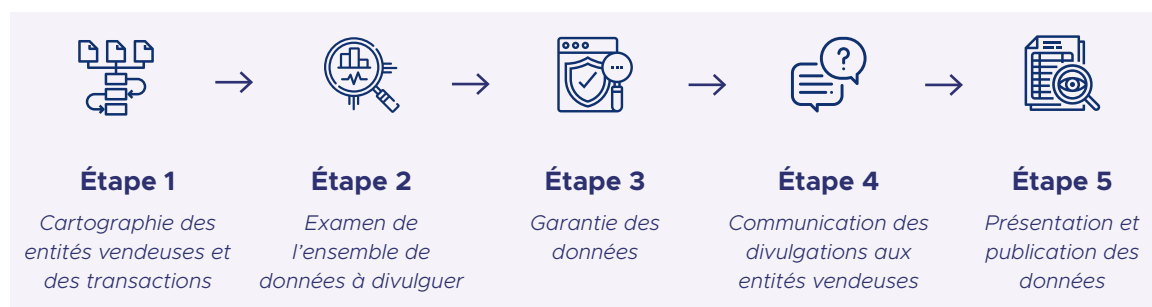 Étape 1
Cartographie des
entités vendeuses et
des transactions
Étape 2
Examen de
l'ensemble de
données à divulguer
Étape 3
Garantie des
données
Étape 4
Communication des
divulgations aux
entités vendeuses
Étape 5
Présentation et
publication des
données